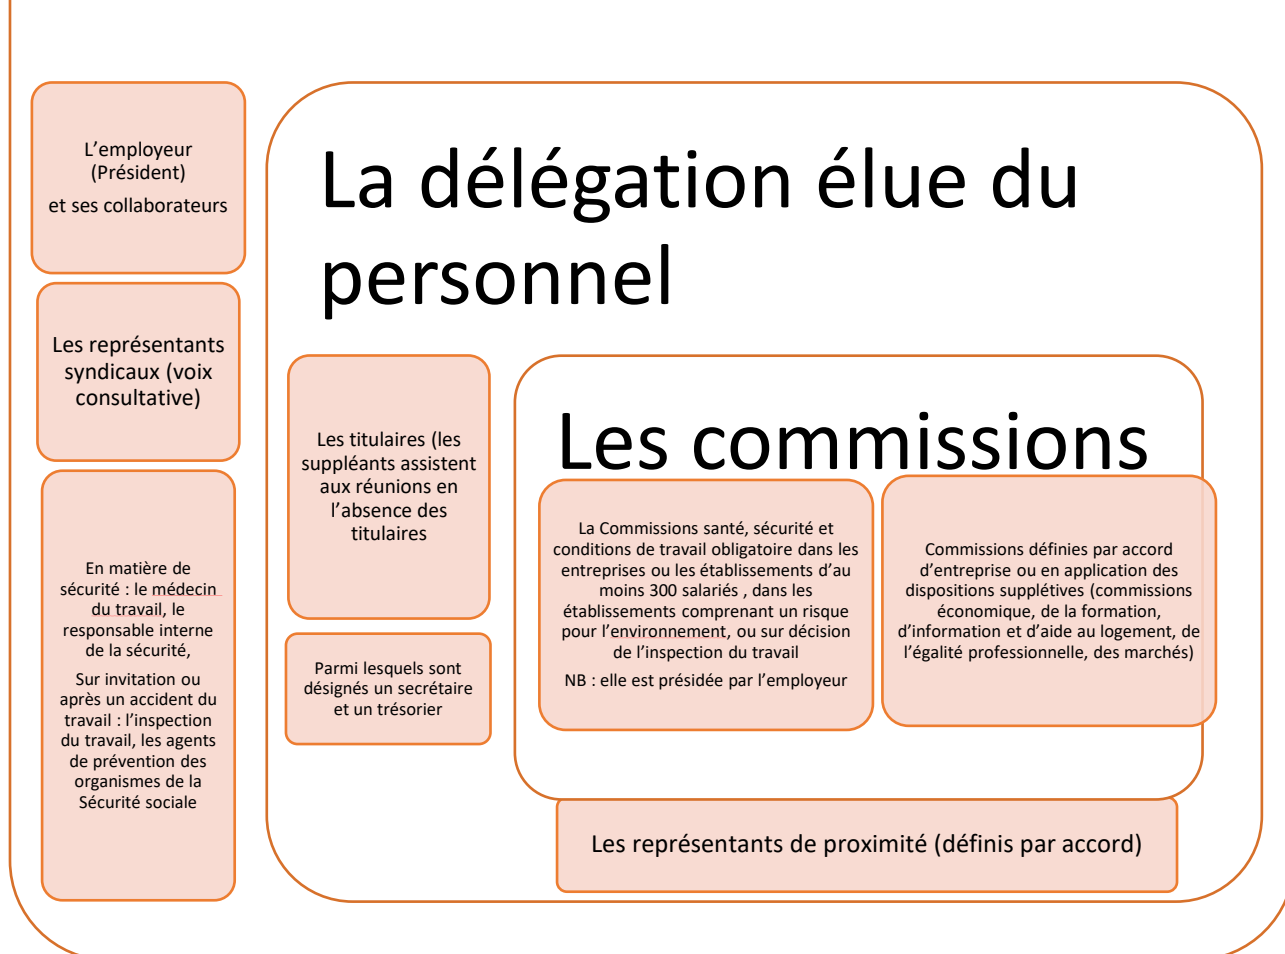 L'employeur
(Président)
et ses collaborateurs
Les représentants
syndicaux (voix
consultative)
En matière de
sécurité : le médecin
du travail, le
responsable interne
de la sécurité,
Sur invitation ou
après un accident du
travail : l'inspection
du travail, les agents
de prévention des
organismes de la
Sécurité sociale
La délégation élue du
personnel
Les titulaires (les
suppléants assistent
aux réunions en
l'absence des
titulaires
Parmi lesquels sont
désignés un secrétaire
et un trésorier
Les commissions
La Commissions santé, sécurité et
conditions de travail obligatoire dans les
entreprises ou les établissements d'au
moins 300 salariés , dans les
établissements comprenant un risque
pour l'environnement, ou sur décision
de l'inspection du travail
NB : elle est présidée par l'employeur
Commissions définies par accord
d'entreprise ou en application des
dispositions supplétives (commissions
économique, de la formation,
d'information et d'aide au logement, de
l'égalité professionnelle, des marchés)
Les représentants de proximité (définis par accord)